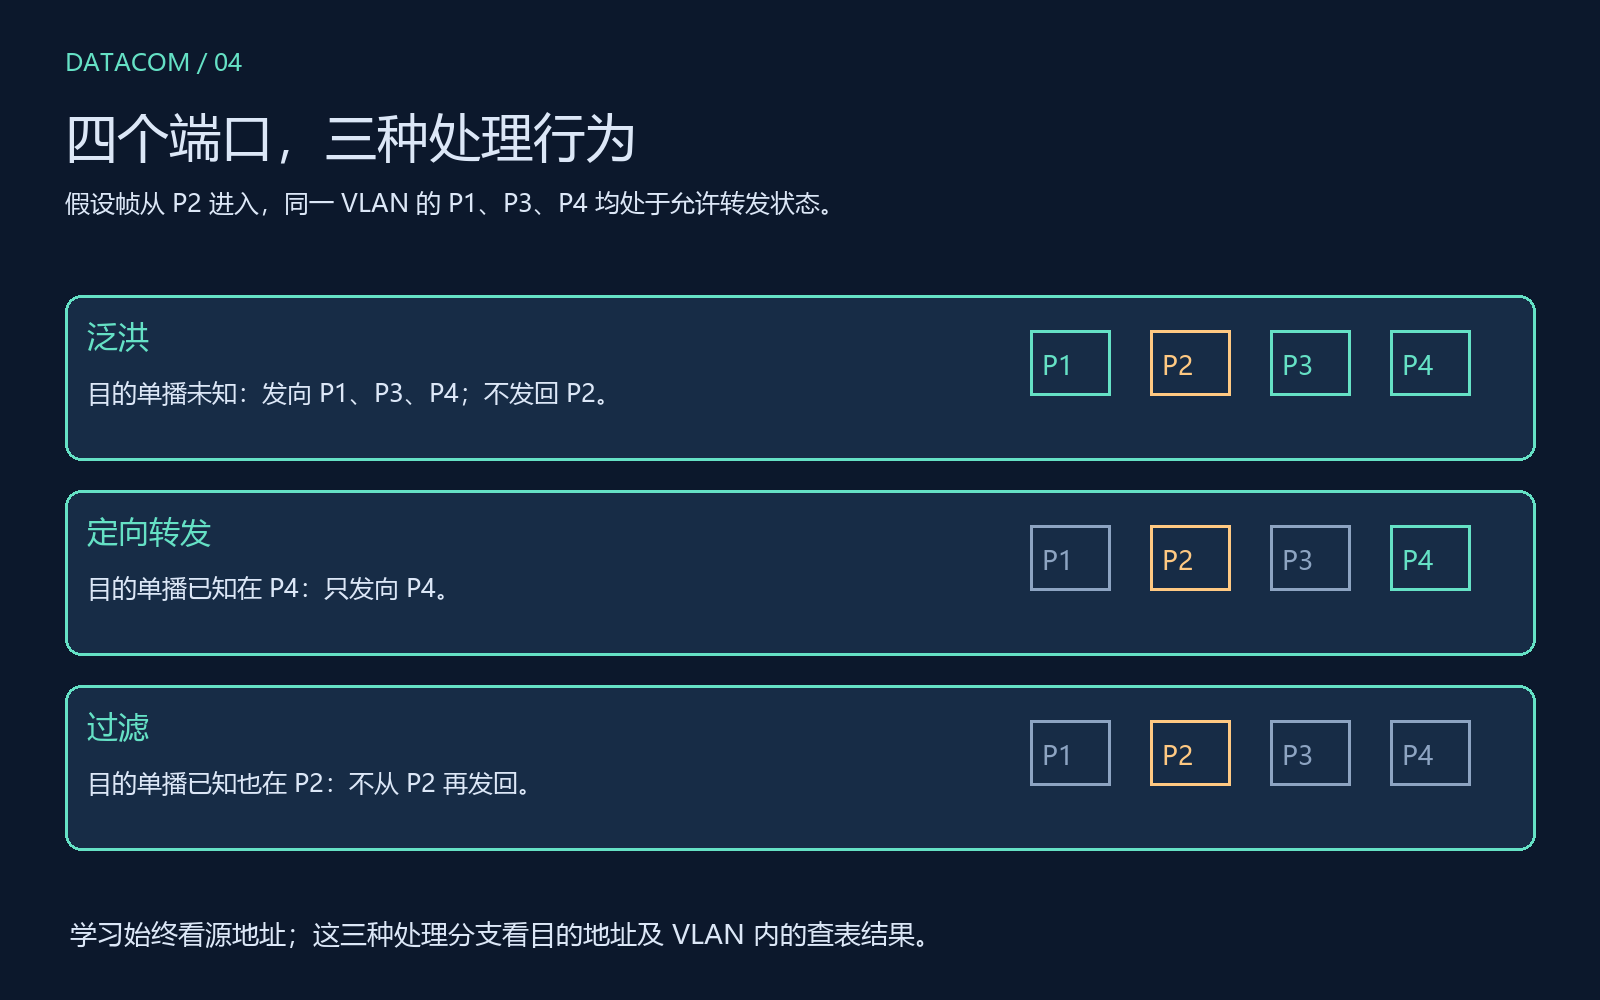 DATACOM / 04
四个端口，三种处理行为
假设帧从 P2 进入，同一 VLAN 的 P1、P3、P4 均处于允许转发状态。
泛洪
目的单播未知：发向 P1、P3、P4；不发回 P2。
P1 P2 P3 P4
定向转发
目的单播已知在 P4：只发向 P4。
P1 P2 P3 P4
过滤
目的单播已知也在 P2：不从 P2 再发回。
P1 P2 P3 P4
学习始终看源地址；这三种处理分支看目的地址及 VLAN 内的查表结果。